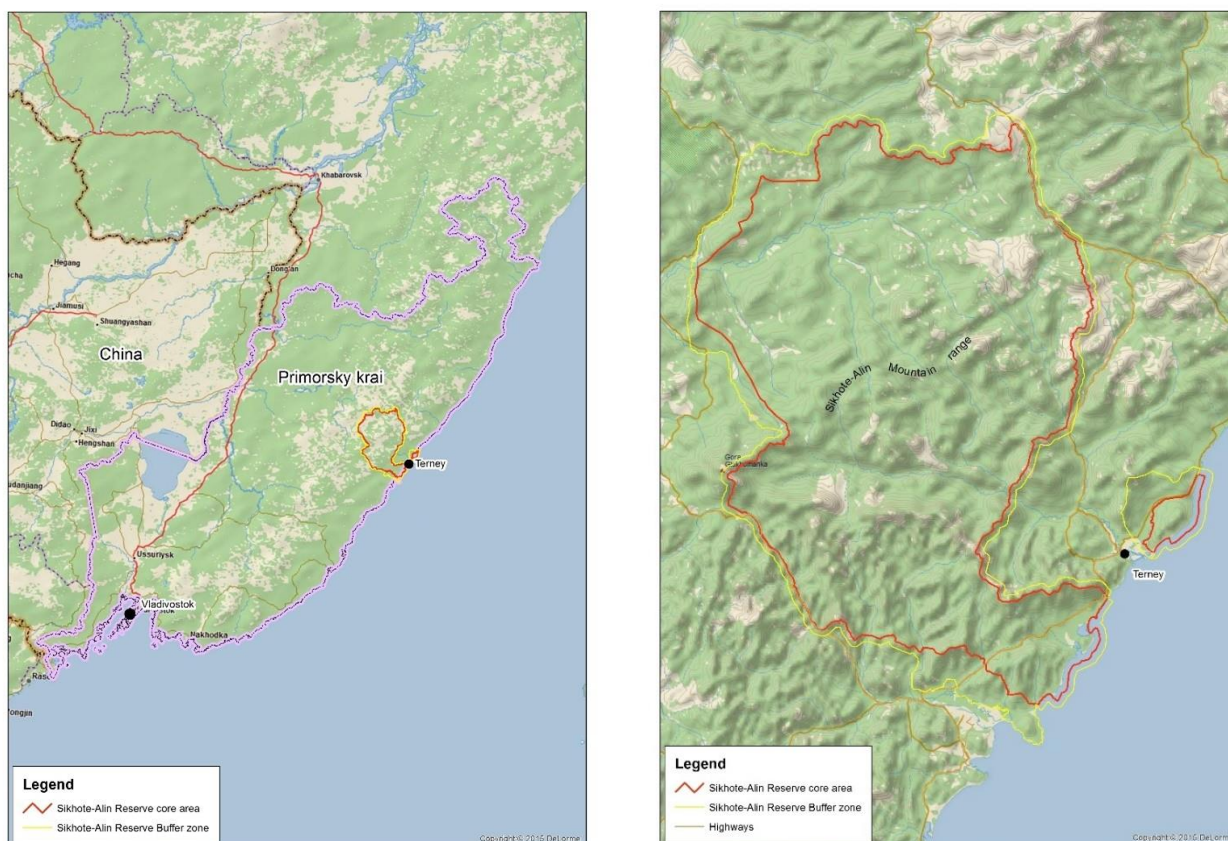 Khabarovsk
Hegang
Dong'an
Jiamusi
Shuangyashan
China
Primorsky krai
Didao
Jixi
Hengshan
Terney
Ussuriysk
Vladivostok
Nakhodka
Legend
Sikhote-Alin Reserve core area
Sikhote-Alin Reserve Buffer zone
Copyright:© 2015 DeLorme
Sikhote-Alin Mountain range
Gora
Terney
Legend
Sikhote-Alin Reserve core area
Sikhote-Alin Reserve Buffer zone
Highways
Copyright:© 2015 DeLorme